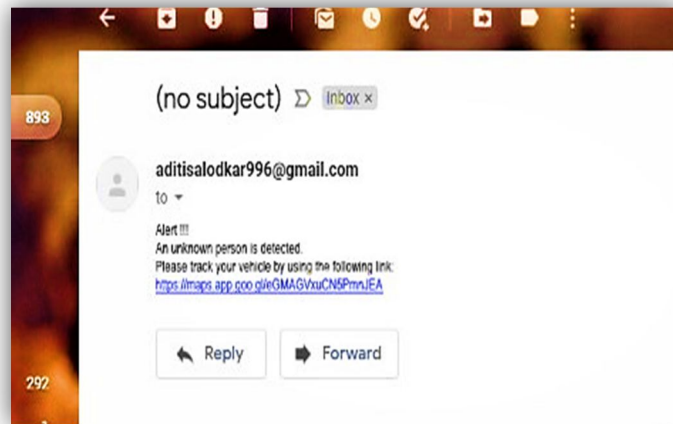 893
(no subject) Inbox ×
aditisalodkar996@gmail.com
to
Alert !!!
An unknown person is detected.
Please track your vehicle by using the following link:
https://maps.app.goo.gl/eGMAGVxuCN5PmnJEA
Reply Forward
292